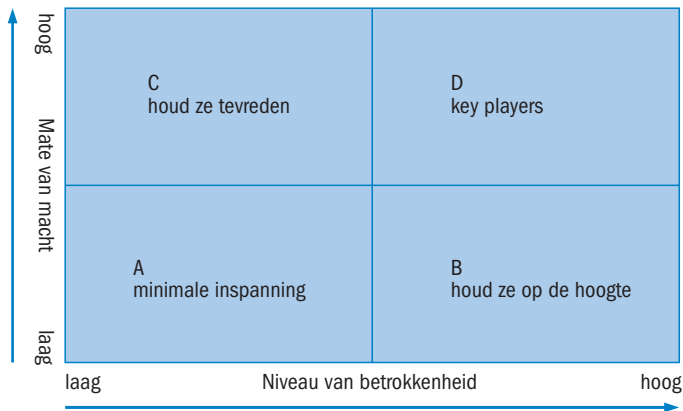 hoog
Mate van macht
laag
C
houd ze tevreden
D
key players
A
minimale inspanning
B
houd ze op de hoogte
laag
Niveau van betrokkenheid
hoog